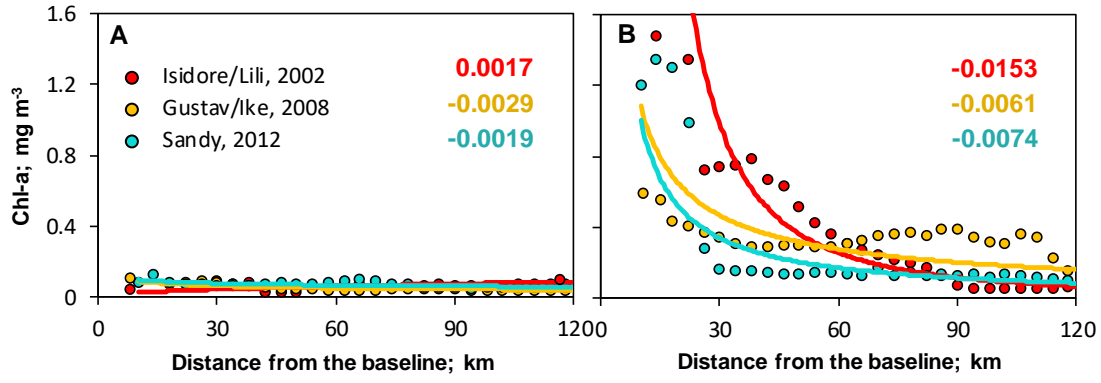 A
B
1.6
1.2
0.8
0.4
0
Chl-a; mg m-3
Isidore/Lili, 2002
Gustav/Ike, 2008
Sandy, 2012
0.0017
-0.0029
-0.0019
-0.0153
-0.0061
-0.0074
0 30 60 90 120
0 30 60 90 120
Distance from the baseline; km
Distance from the baseline; km